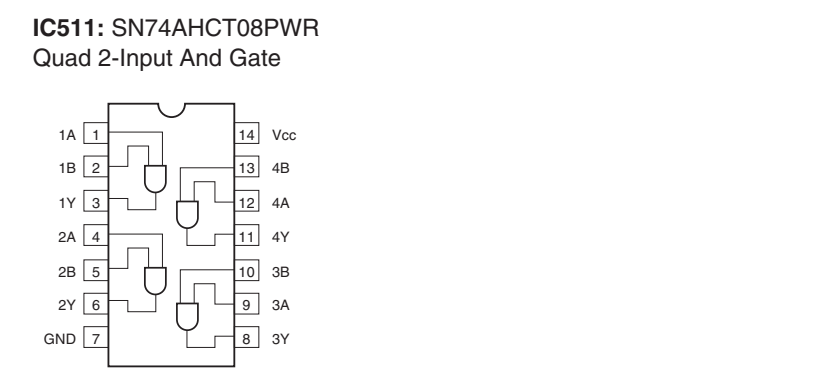 IC511: SN74AHCT08PWR
Quad 2-Input And Gate
1A 1 14 Vcc
1B 2 13 4B
1Y 3 12 4A
2A 4 11 4Y
2B 5 10 3B
2Y 6 9 3A
GND 7 8 3Y